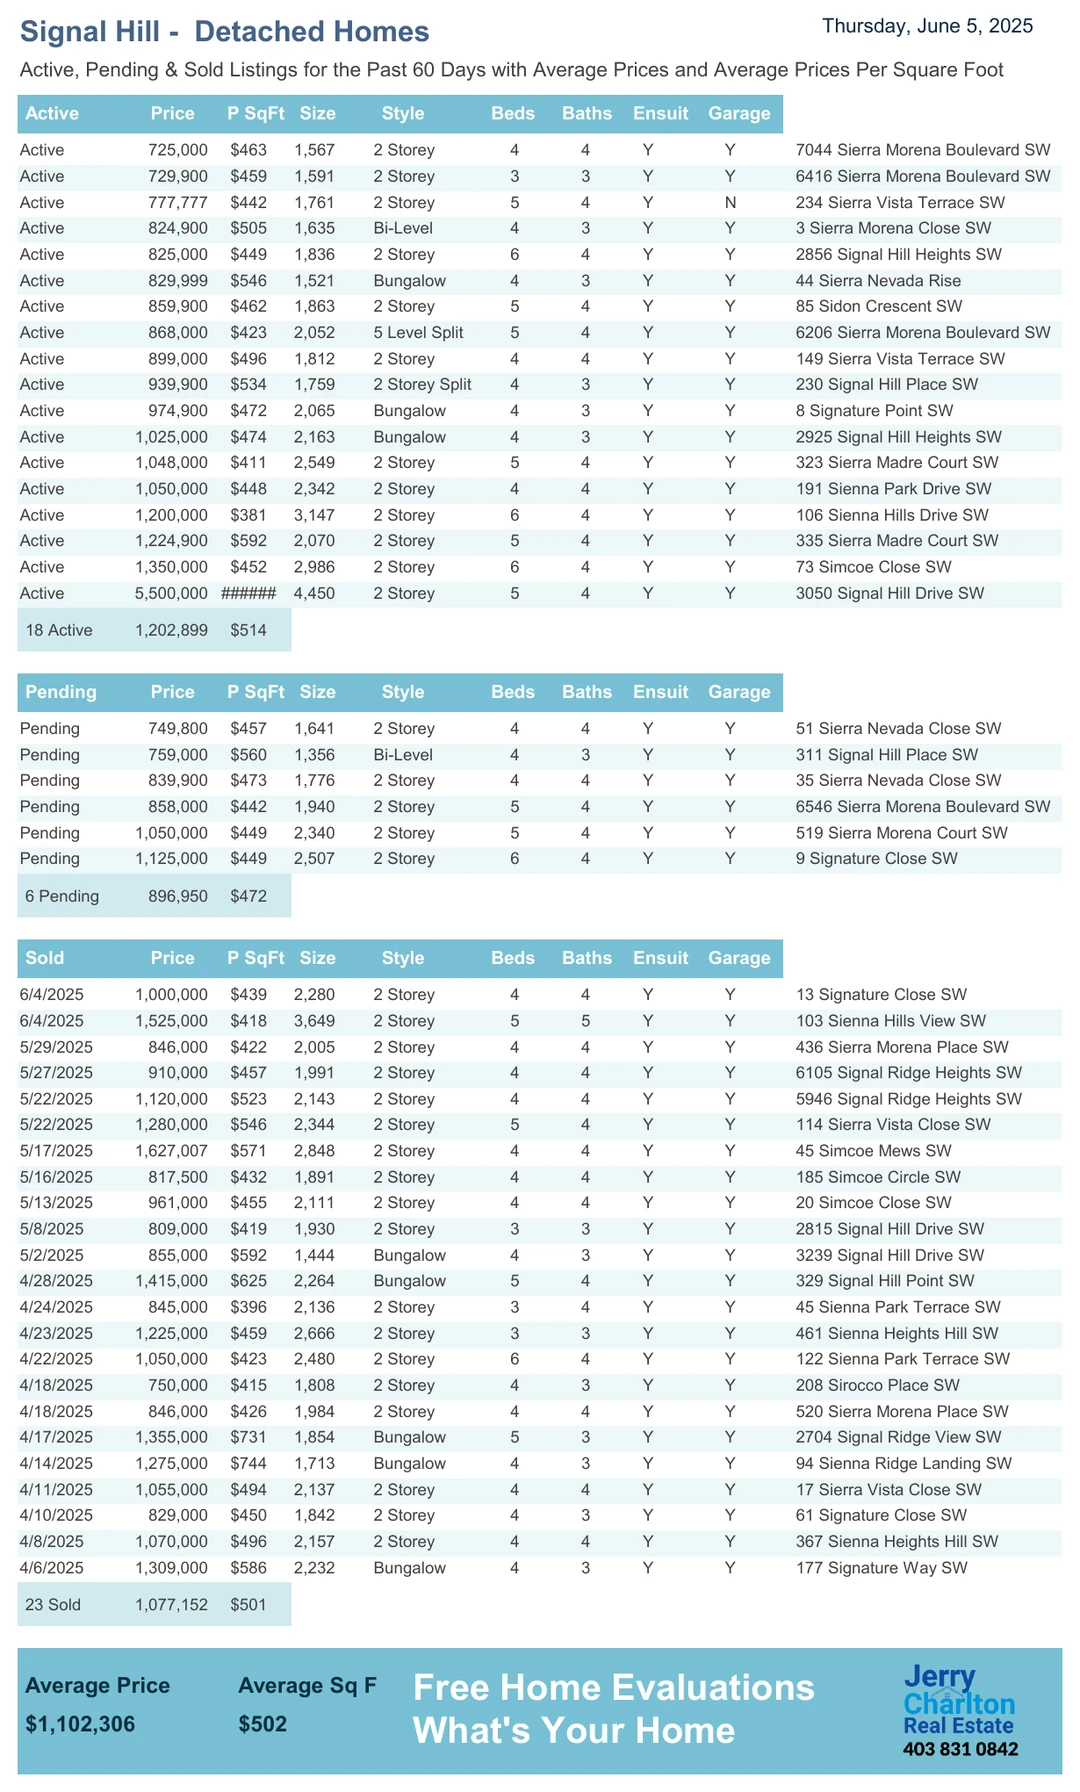 Signal Hill - Detached Homes
Thursday, June 5, 2025
Active, Pending & Sold Listings for the Past 60 Days with Average Prices and Average Prices Per Square Foot
Active Price P SqFt Size Style Beds Baths Ensuit Garage
Active 725,000 $463 1,567 2 Storey 4 4 Y Y 7044 Sierra Morena Boulevard SW
Active 729,900 $459 1,591 2 Storey 3 3 Y Y 6416 Sierra Morena Boulevard SW
Active 777,777 $442 1,761 2 Storey 5 4 Y N 234 Sierra Vista Terrace SW
Active 824,900 $505 1,635 Bi-Level 4 3 Y Y 3 Sierra Morena Close SW
Active 825,000 $449 1,836 2 Storey 6 4 Y Y 2856 Signal Hill Heights SW
Active 829,999 $546 1,521 Bungalow 4 3 Y Y 44 Sierra Nevada Rise
Active 859,900 $462 1,863 2 Storey 5 4 Y Y 85 Sidon Crescent SW
Active 868,000 $423 2,052 5 Level Split 5 4 Y Y 6206 Sierra Morena Boulevard SW
Active 899,000 $496 1,812 2 Storey 4 4 Y Y 149 Sierra Vista Terrace SW
Active 939,900 $534 1,759 2 Storey Split 4 3 Y Y 230 Signal Hill Place SW
Active 974,900 $472 2,065 Bungalow 4 3 Y Y 8 Signature Point SW
Active 1,025,000 $474 2,163 Bungalow 4 3 Y Y 2925 Signal Hill Heights SW
Active 1,048,000 $411 2,549 2 Storey 5 4 Y Y 323 Sierra Madre Court SW
Active 1,050,000 $448 2,342 2 Storey 4 4 Y Y 191 Sienna Park Drive SW
Active 1,200,000 $381 3,147 2 Storey 6 4 Y Y 106 Sienna Hills Drive SW
Active 1,224,900 $592 2,070 2 Storey 5 4 Y Y 335 Sierra Madre Court SW
Active 1,350,000 $452 2,986 2 Storey 6 4 Y Y 73 Simcoe Close SW
Active 5,500,000 ###### 4,450 2 Storey 5 4 Y Y 3050 Signal Hill Drive SW
18 Active 1,202,899 $514
Pending Price P SqFt Size Style Beds Baths Ensuit Garage
Pending 749,800 $457 1,641 2 Storey 4 4 Y Y 51 Sierra Nevada Close SW
Pending 759,000 $560 1,356 Bi-Level 4 3 Y Y 311 Signal Hill Place SW
Pending 839,900 $473 1,776 2 Storey 4 4 Y Y 35 Sierra Nevada Close SW
Pending 858,000 $442 1,940 2 Storey 5 4 Y Y 6546 Sierra Morena Boulevard SW
Pending 1,050,000 $449 2,340 2 Storey 5 4 Y Y 519 Sierra Morena Court SW
Pending 1,125,000 $449 2,507 2 Storey 6 4 Y Y 9 Signature Close SW
6 Pending 896,950 $472
Sold Price P SqFt Size Style Beds Baths Ensuit Garage
6/4/2025 1,000,000 $439 2,280 2 Storey 4 4 Y Y 13 Signature Close SW
6/4/2025 1,525,000 $418 3,649 2 Storey 5 5 Y Y 103 Sienna Hills View SW
5/29/2025 846,000 $422 2,005 2 Storey 4 4 Y Y 436 Sierra Morena Place SW
5/27/2025 910,000 $457 1,991 2 Storey 4 4 Y Y 6105 Signal Ridge Heights SW
5/22/2025 1,120,000 $523 2,143 2 Storey 4 4 Y Y 5946 Signal Ridge Heights SW
5/22/2025 1,280,000 $546 2,344 2 Storey 5 4 Y Y 114 Sierra Vista Close SW
5/17/2025 1,627,007 $571 2,848 2 Storey 4 4 Y Y 45 Simcoe Mews SW
5/16/2025 817,500 $432 1,891 2 Storey 4 4 Y Y 185 Simcoe Circle SW
5/13/2025 961,000 $455 2,111 2 Storey 4 4 Y Y 20 Simcoe Close SW
5/8/2025 809,000 $419 1,930 2 Storey 3 3 Y Y 2815 Signal Hill Drive SW
5/2/2025 855,000 $592 1,444 Bungalow 4 3 Y Y 3239 Signal Hill Drive SW
4/28/2025 1,415,000 $625 2,264 Bungalow 5 4 Y Y 329 Signal Hill Point SW
4/24/2025 845,000 $396 2,136 2 Storey 3 4 Y Y 45 Sienna Park Terrace SW
4/23/2025 1,225,000 $459 2,666 2 Storey 3 3 Y Y 461 Sienna Heights Hill SW
4/22/2025 1,050,000 $423 2,480 2 Storey 6 4 Y Y 122 Sienna Park Terrace SW
4/18/2025 750,000 $415 1,808 2 Storey 4 3 Y Y 208 Sirocco Place SW
4/18/2025 846,000 $426 1,984 2 Storey 4 4 Y Y 520 Sierra Morena Place SW
4/17/2025 1,355,000 $731 1,854 Bungalow 5 3 Y Y 2704 Signal Ridge View SW
4/14/2025 1,275,000 $744 1,713 Bungalow 4 3 Y Y 94 Sienna Ridge Landing SW
4/11/2025 1,055,000 $494 2,137 2 Storey 4 4 Y Y 17 Sierra Vista Close SW
4/10/2025 829,000 $450 1,842 2 Storey 4 3 Y Y 61 Signature Close SW
4/8/2025 1,070,000 $496 2,157 2 Storey 4 4 Y Y 367 Sienna Heights Hill SW
4/6/2025 1,309,000 $586 2,232 Bungalow 4 3 Y Y 177 Signature Way SW
23 Sold 1,077,152 $501
Average Price Average Sq F
$1,102,306 $502
Free Home Evaluations
What's Your Home
Jerry
Charlton
Real Estate
403 831 0842